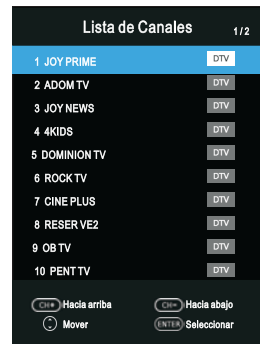 Lista de Canales 1/2
1 JOY PRIME DTV
2 ADOM TV DTV
3 JOY NEWS DTV
4 4KIDS DTV
5 DOMINION TV DTV
6 ROCK TV DTV
7 CINE PLUS DTV
8 RESER VE2 DTV
9 OB TV DTV
10 PENT TV DTV
CH+ Hacia arriba CH- Hacia abajo
Mover ENTER Seleccionar